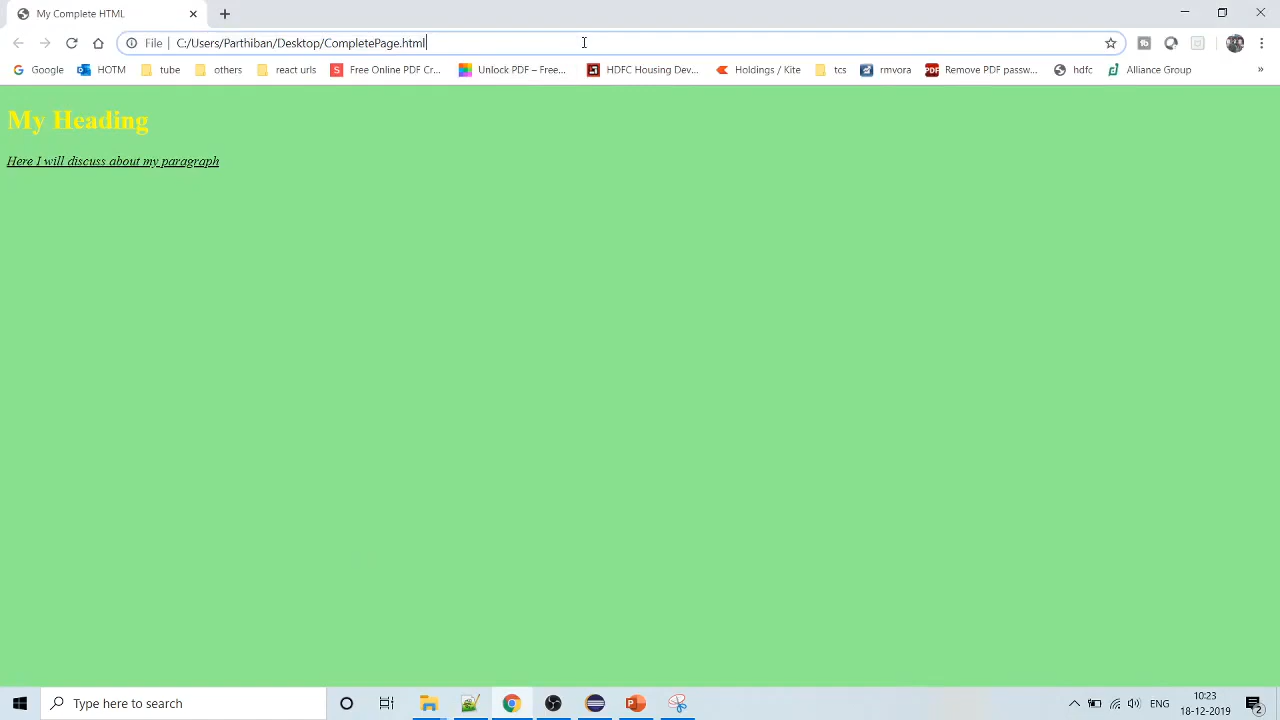 My Complete HTML
File | C:/Users/Parthiban/Desktop/CompletePage.html
Google HOTM tube others react urls Free Online PDF Cr... Unlock PDF – Free... HDFC Housing Dev... Holdings / Kite tcs rmvora Remove PDF passw... hdfc Alliance Group »
My Heading
Here I will discuss about my paragraph
Type here to search
ENG
10:23
18-12-2019
2